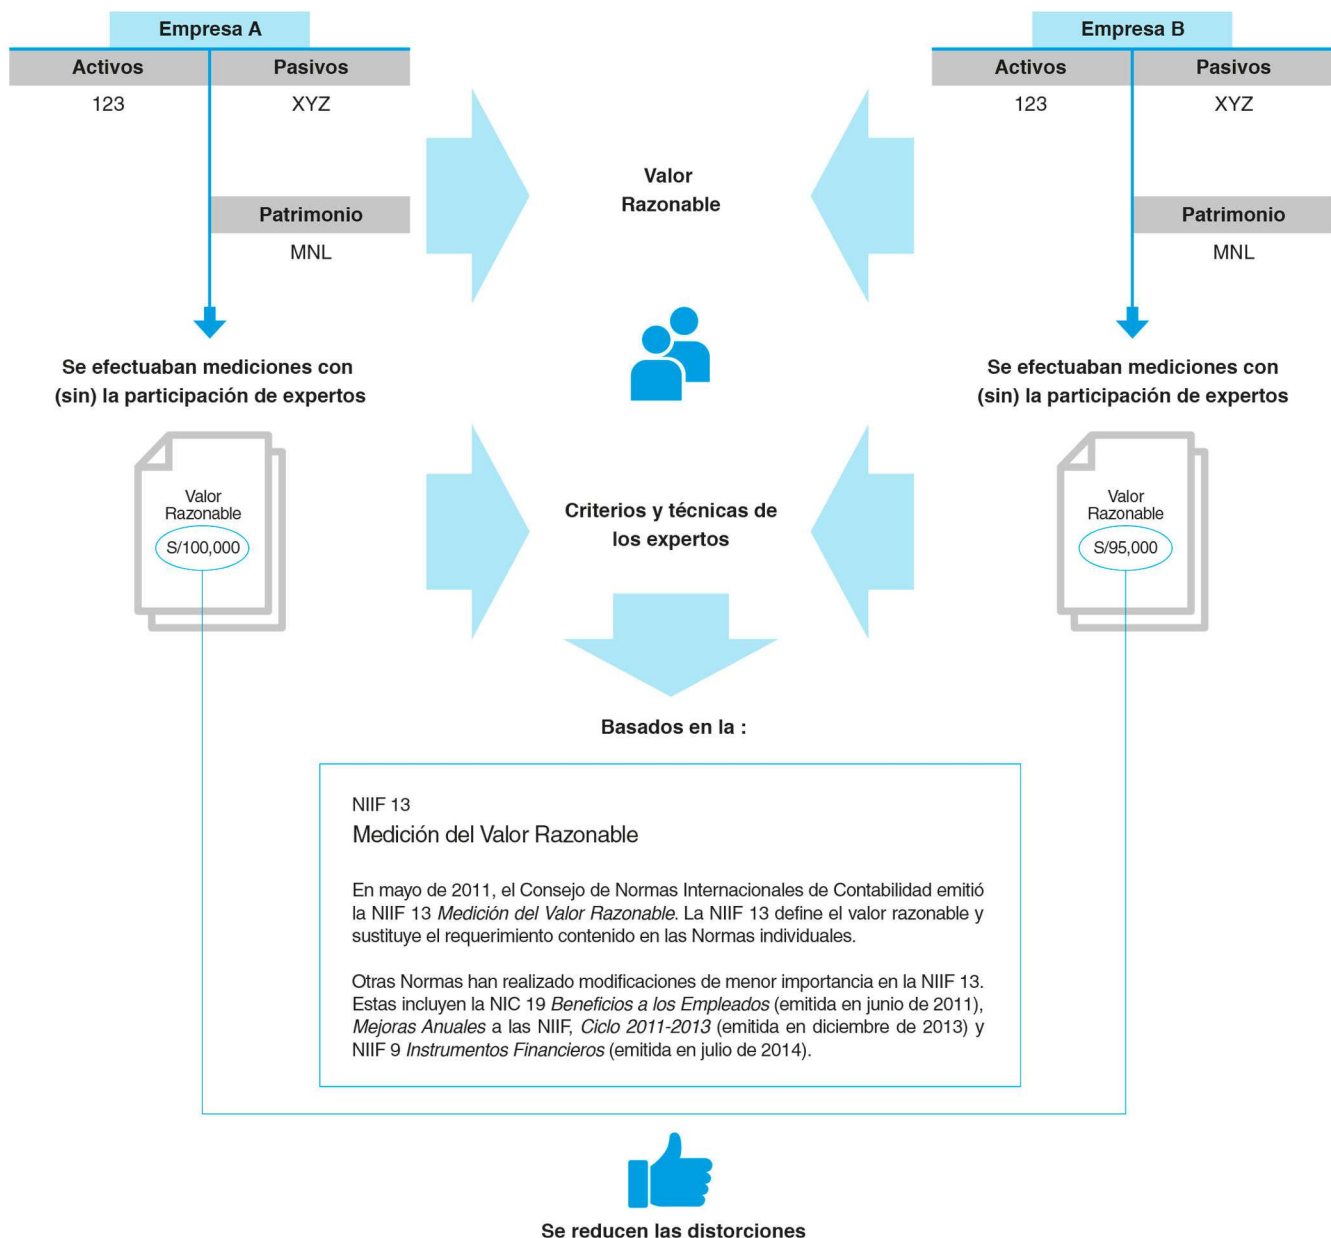 Empresa A
Activos
Pasivos
123
XYZ
Patrimonio
MNL
Se efectuaban mediciones con
(sin) la participación de expertos
Valor
Razonable
S/100,000
Valor
Razonable
Criterios y técnicas de
los expertos
Empresa B
Activos
Pasivos
123
XYZ
Patrimonio
MNL
Se efectuaban mediciones con
(sin) la participación de expertos
Valor
Razonable
S/95,000
Basados en la :
NIIF 13
Medición del Valor Razonable
En mayo de 2011, el Consejo de Normas Internacionales de Contabilidad emitió
la NIIF 13 Medición del Valor Razonable. La NIIF 13 define el valor razonable y
sustituye el requerimiento contenido en las Normas individuales.
Otras Normas han realizado modificaciones de menor importancia en la NIIF 13.
Estas incluyen la NIC 19 Beneficios a los Empleados (emitida en junio de 2011),
Mejoras Anuales a las NIIF, Ciclo 2011-2013 (emitida en diciembre de 2013) y
NIIF 9 Instrumentos Financieros (emitida en julio de 2014).
Se reducen las distorciones